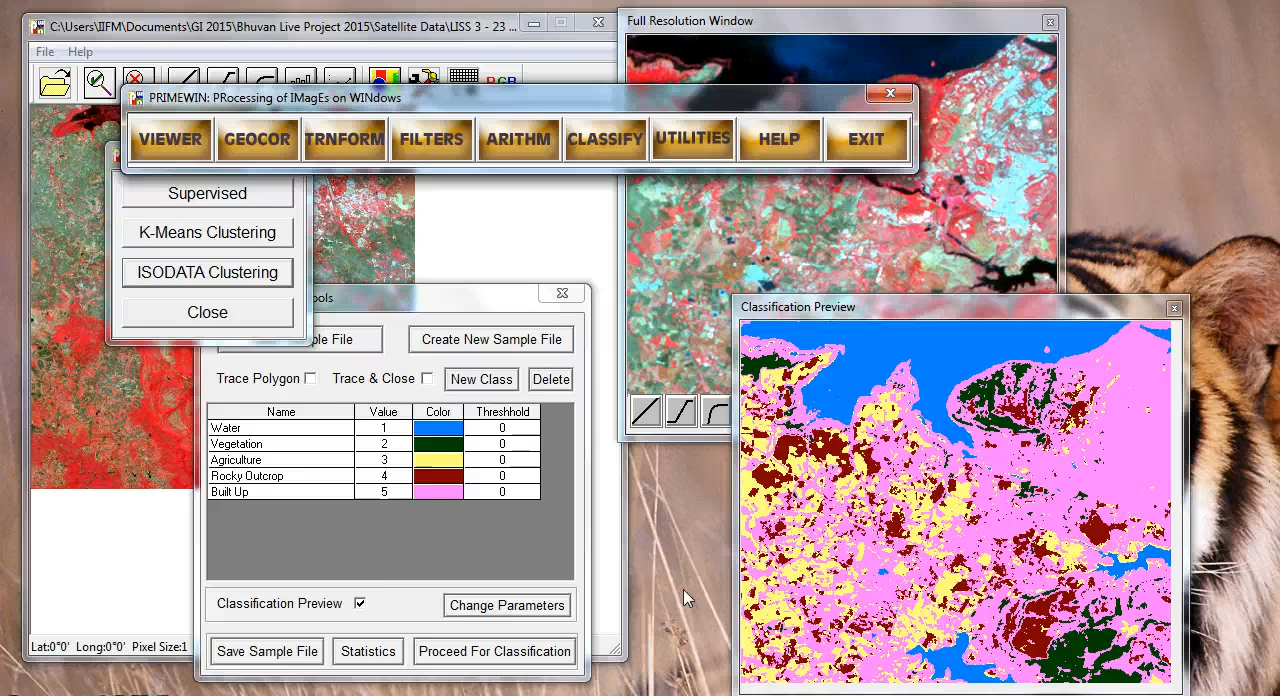 C:\Users\IIFM\Documents\GI 2015\Bhuvan Live Project 2015\Satellite Data\LISS 3 - 23 ...
File Help
RGB
PRIMEWIN: PRocessing of IMagEs on WINdows
VIEWER GEOCOR TRNFORM FILTERS ARITHM CLASSIFY UTILITIES HELP EXIT
Full Resolution Window
Supervised
K-Means Clustering
ISODATA Clustering
Close
ools
ple File Create New Sample File
Trace Polygon Trace & Close New Class Delete
Name Value Color Threshhold
Water 1 0
Vegetation 2 0
Agriculture 3 0
Rocky Outcrop 4 0
Built Up 5 0
Classification Preview Change Parameters
Save Sample File Statistics Proceed For Classification
Lat:0°0' Long:0°0' Pixel Size:1
Classification Preview